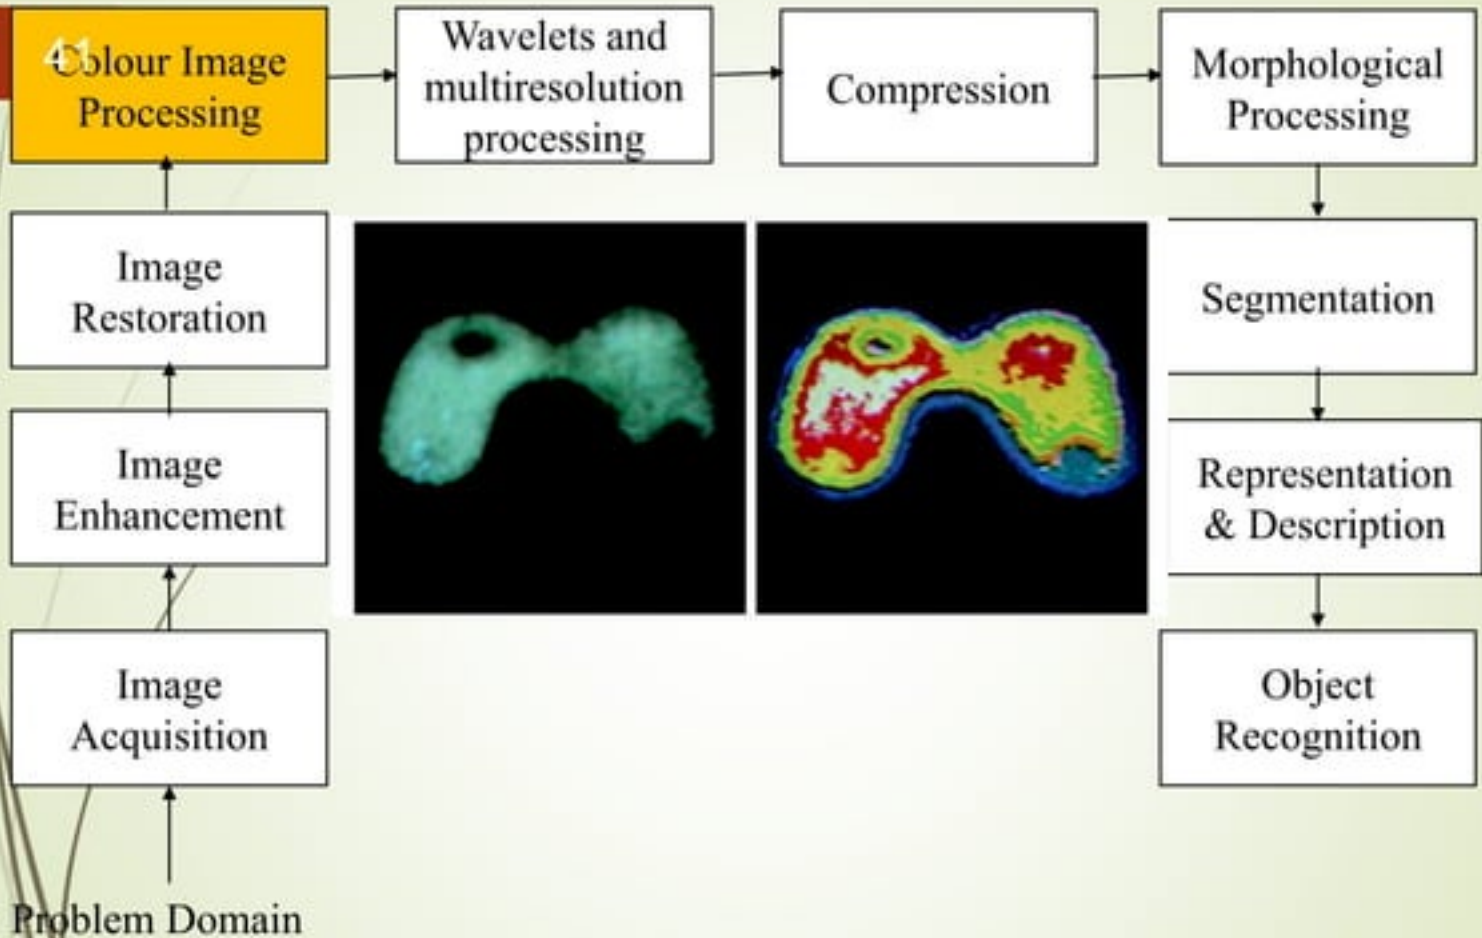 41
Colour Image
Processing
Wavelets and
multiresolution
processing
Compression
Morphological
Processing
Image
Restoration
Segmentation
Image
Enhancement
Representation
& Description
Image
Acquisition
Object
Recognition
Problem Domain